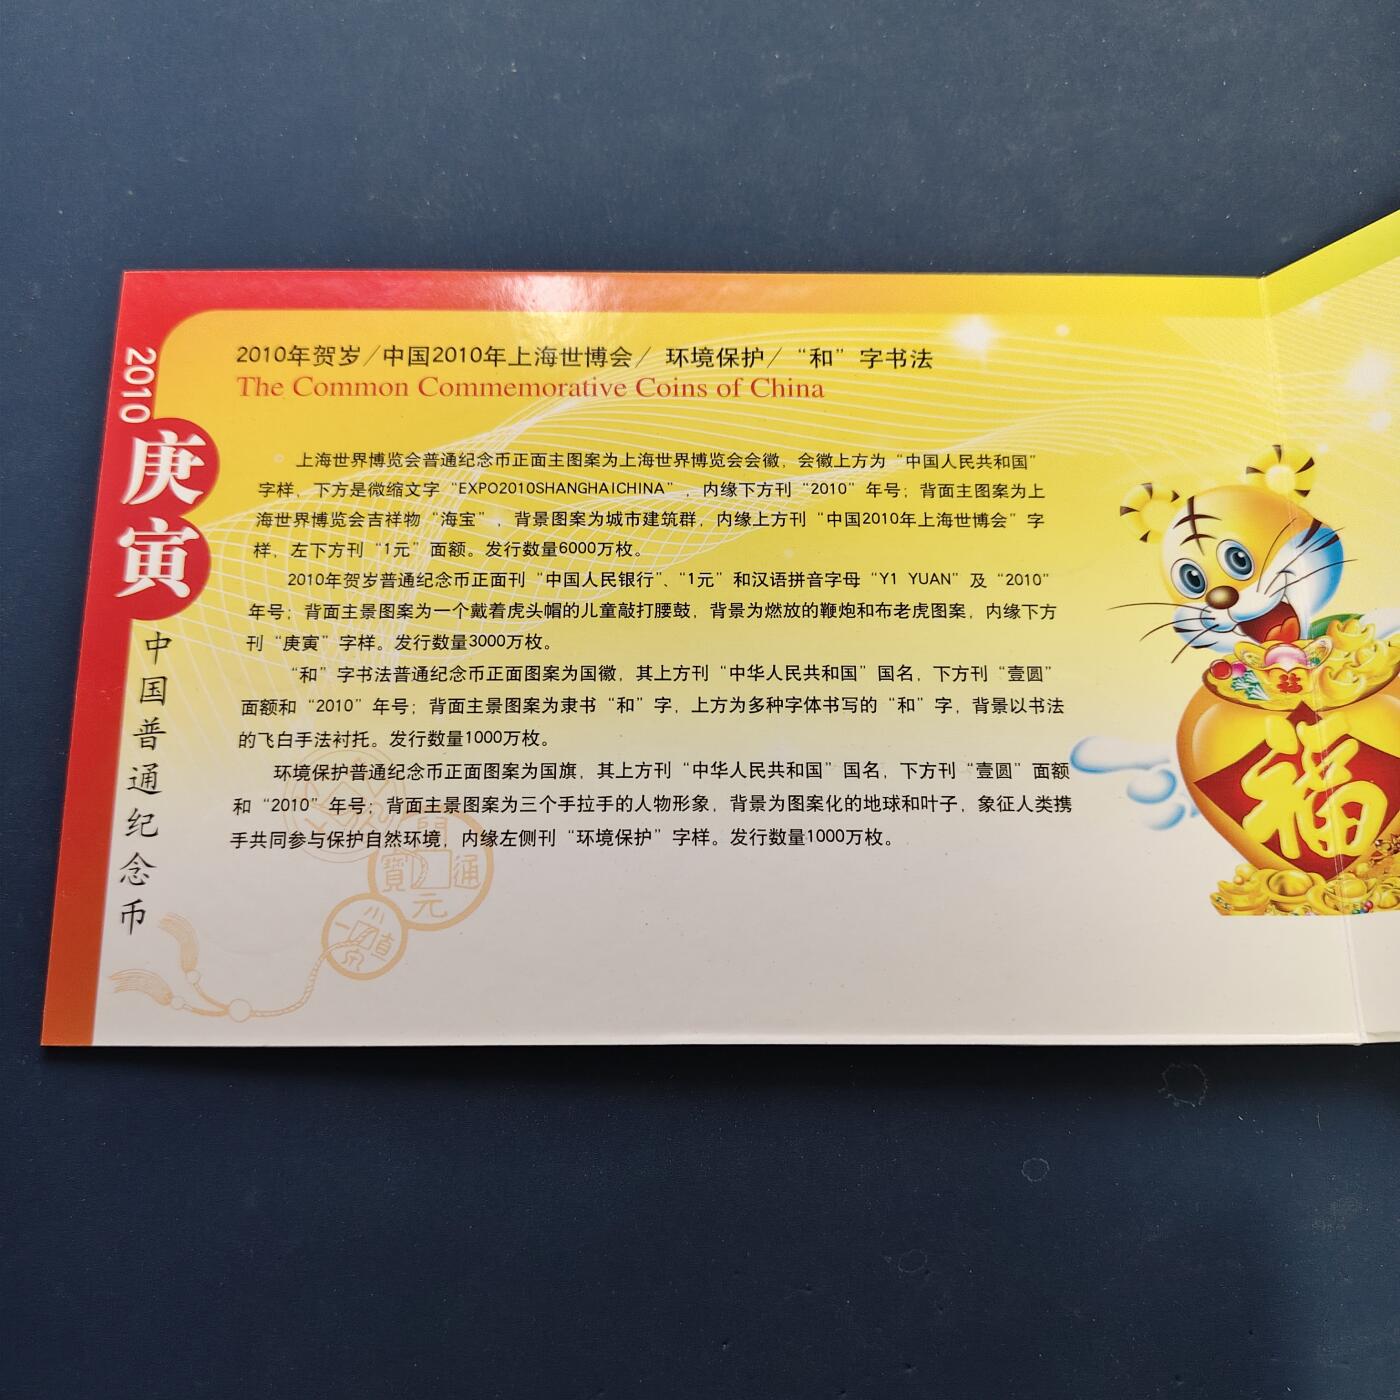 2010
庚
寅
中国普通纪念币
2010年贺岁/中国2010年上海世博会/ 环境保护/ “和”字书法
The Common Commemorative Coins of China
上海世界博览会普通纪念币正面主图案为上海世界博览会会徽，会徽上方为“中国人民共和国”
字样，下方是微缩文字“EXPO2010SHANGHAICHINA”，内缘下方刊“2010”年号；背面主图案为上
海世界博览会吉祥物“海宝”，背景图案为城市建筑群，内缘上方刊“中国2010年上海世博会”字
样，左下方刊“1元”面额。发行数量6000万枚。
2010年贺岁普通纪念币正面刊“中国人民银行”、“1元”和汉语拼音字母“Y1 YUAN”及“2010”
年号；背面主景图案为一个戴着虎头帽的儿童敲打腰鼓，背景为燃放的鞭炮和布老虎图案，内缘下方
刊“庚寅”字样。发行数量3000万枚。
“和”字书法普通纪念币正面图案为国徽，其上方刊“中华人民共和国”国名，下方刊“壹圆”
面额和“2010”年号；背面主景图案为隶书“和”字，上方为多种字体书写的“和”字，背景以书法
的飞白手法衬托。发行数量1000万枚。
环境保护普通纪念币正面图案为国旗，其上方刊“中华人民共和国”国名，下方刊“壹圆”面额
和“2010”年号；背面主景图案为三个手拉手的人物形象，背景为图案化的地球和叶子，象征人类携
手共同参与保护自然环境，内缘左侧刊“环境保护”字样。发行数量1000万枚。
福
福
寶 通
元
小
一 直